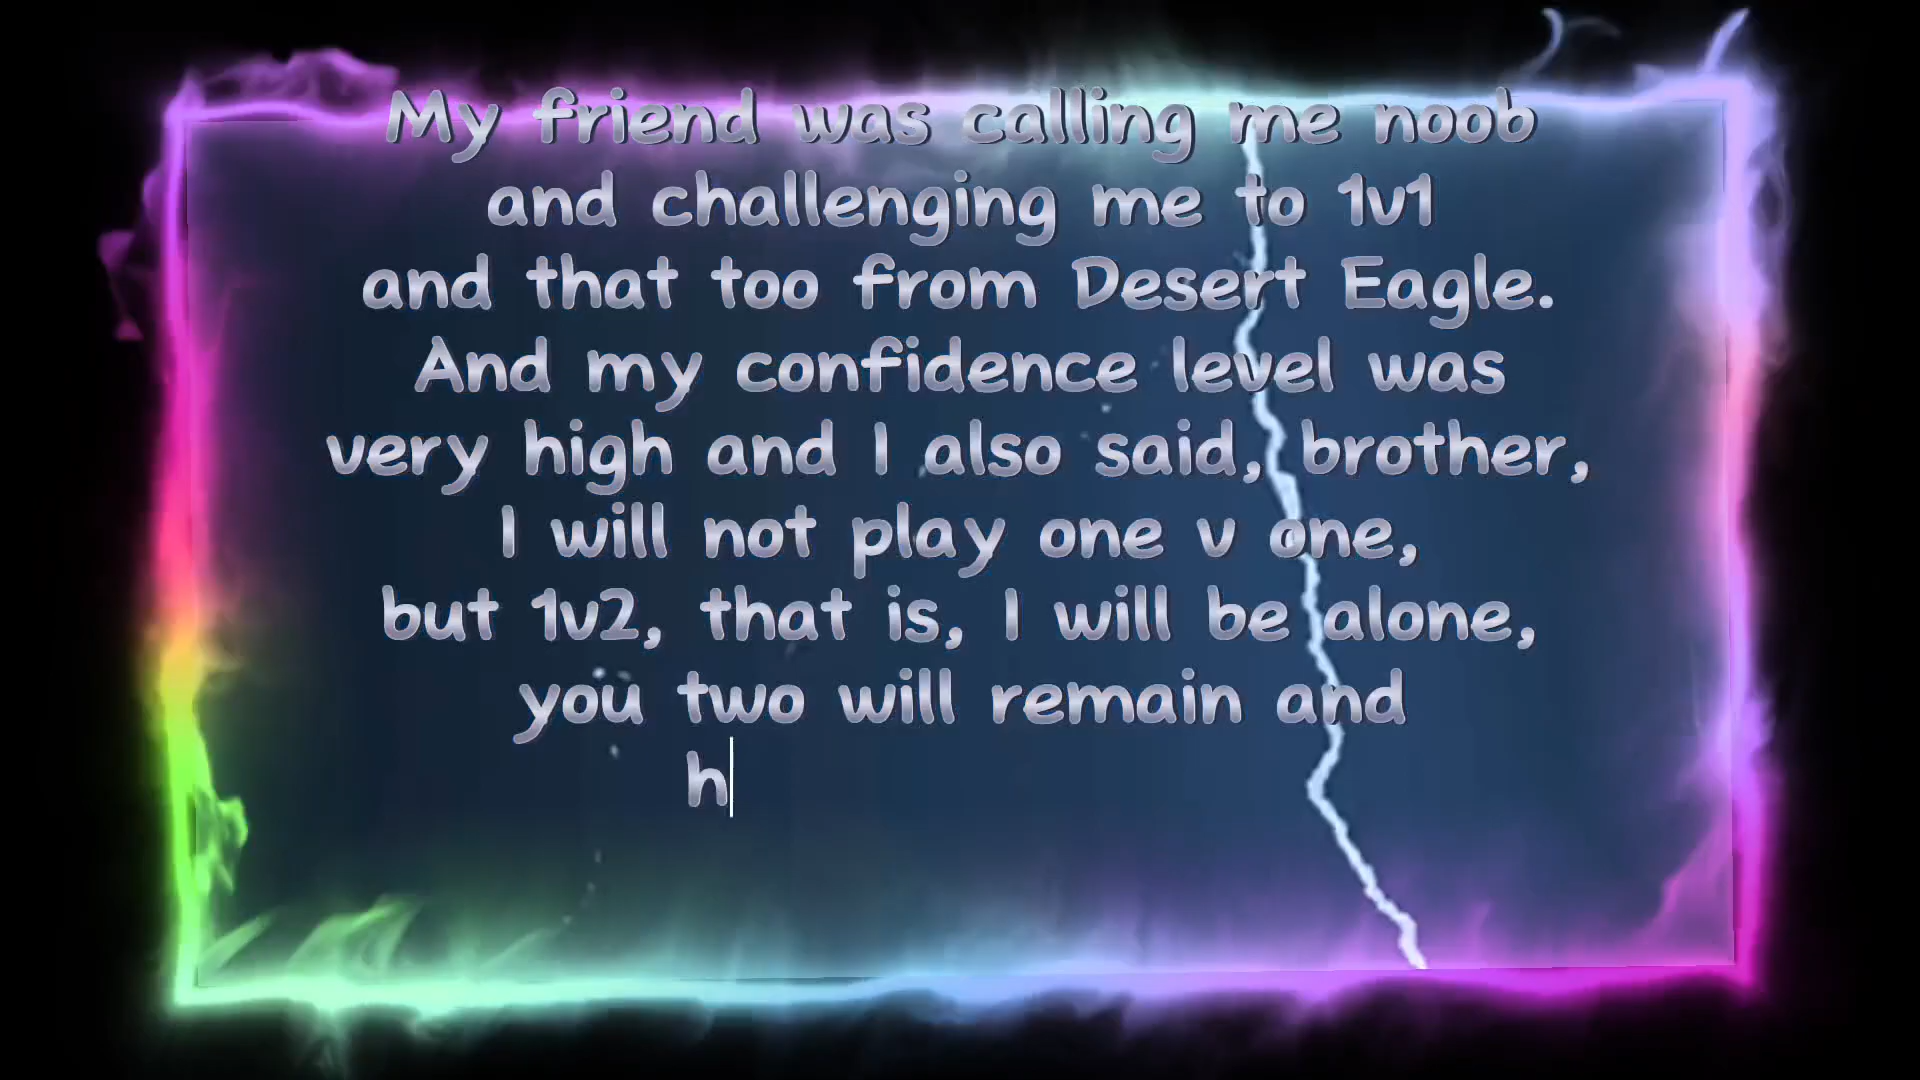 My friend was calling me noob
and challenging me to 1v1
and that too from Desert Eagle.
And my confidence level was
very high and I also said, brother,
I will not play one v one,
but 1v2, that is, I will be alone,
you two will remain and
h